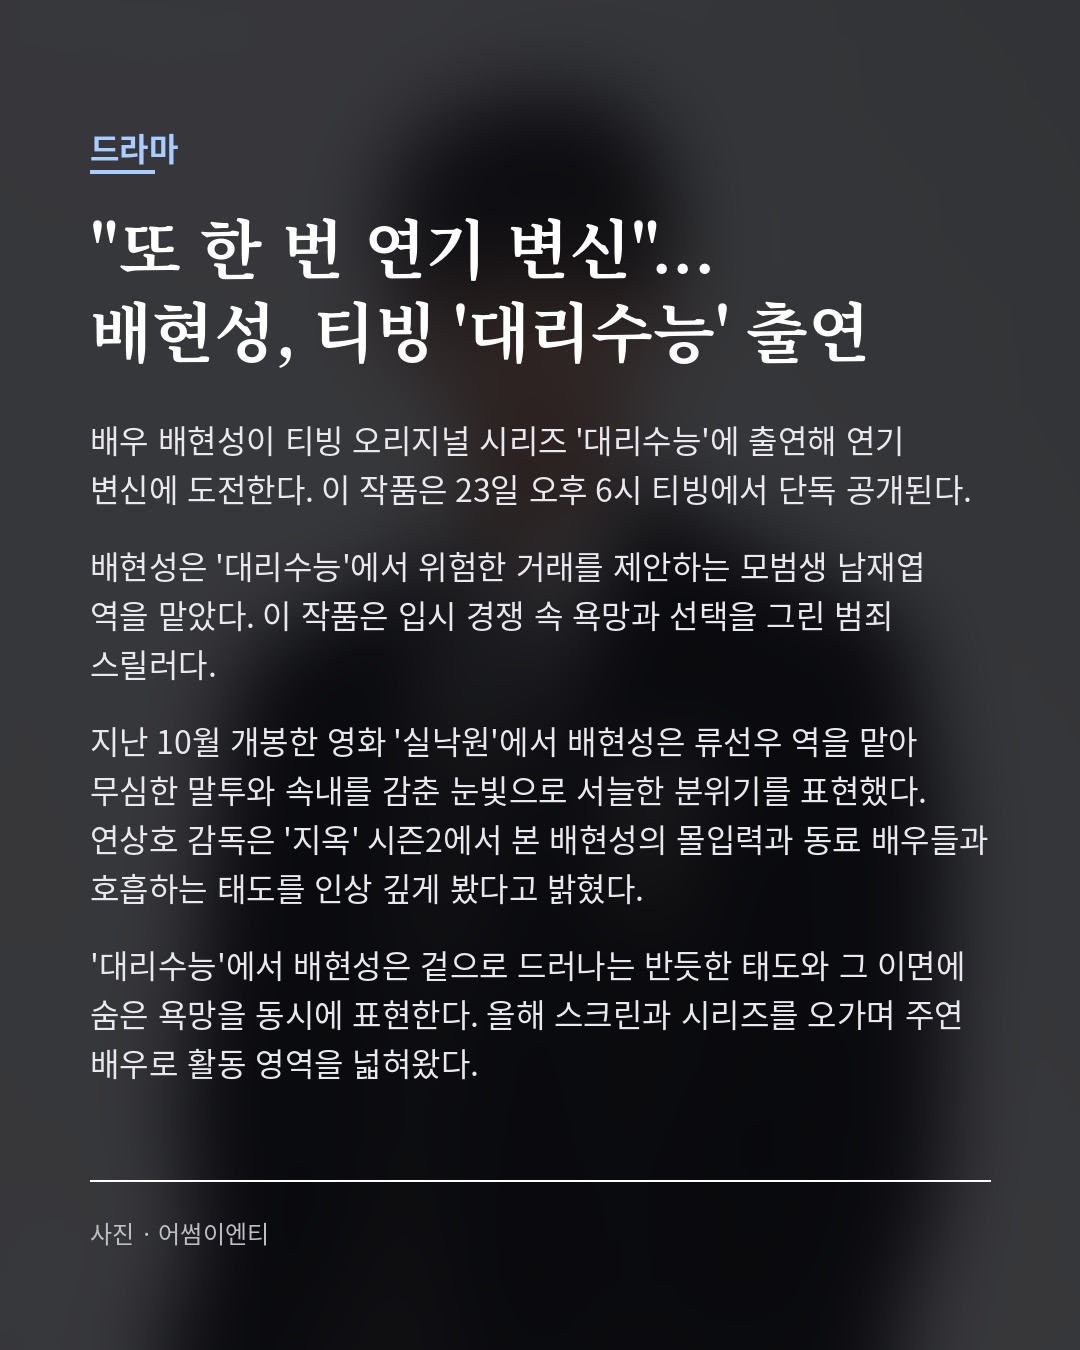 드라마
"또 한 번 연기 변신"...
배현성, 티빙 '대리수능' 출연
배우 배현성이 티빙 오리지널 시리즈 '대리수능'에 출연해 연기
변신에 도전한다. 이 작품은 23일 오후 6시 티빙에서 단독 공개된다.
배현성은 '대리수능'에서 위험한 거래를 제안하는 모범생 남재엽
역을 맡았다. 이 작품은 입시 경쟁 속 욕망과 선택을 그린 범죄
스릴러다.
지난 10월 개봉한 영화 '실낙원'에서 배현성은 류선우 역을 맡아
무심한 말투와 속내를 감춘 눈빛으로 서늘한 분위기를 표현했다.
연상호 감독은 '지옥' 시즌2에서 본 배현성의 몰입력과 동료 배우들과
호흡하는 태도를 인상 깊게 봤다고 밝혔다.
'대리수능'에서 배현성은 겉으로 드러나는 반듯한 태도와 그 이면에
숨은 욕망을 동시에 표현한다. 올해 스크린과 시리즈를 오가며 주연
배우로 활동 영역을 넓혀왔다.
사진 · 어썸이엔티